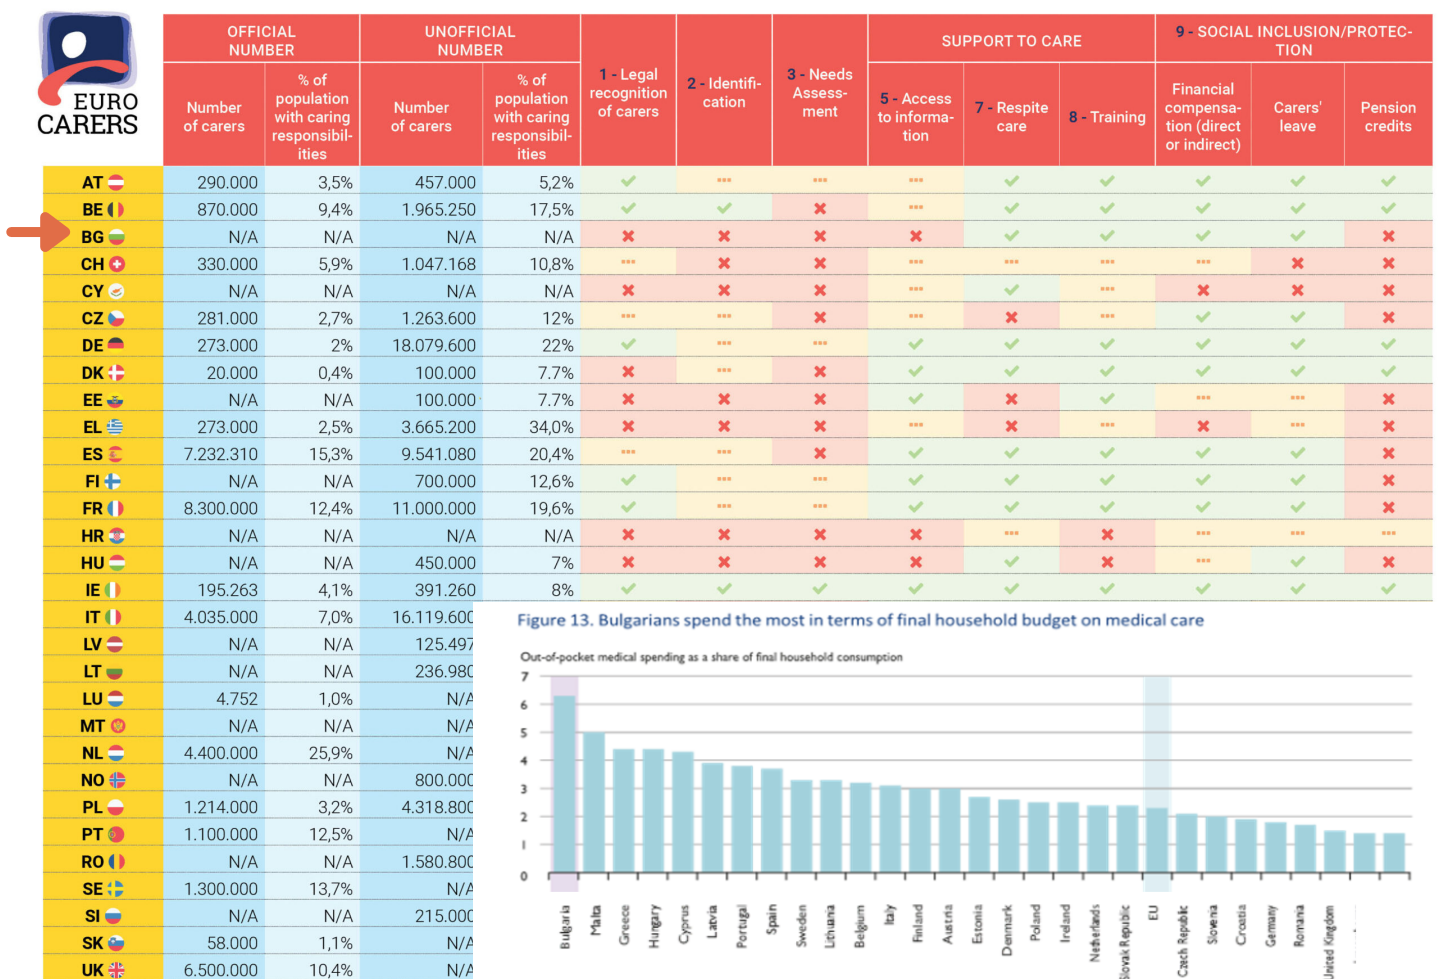 EURO
CARERS
OFFICIAL
NUMBER
UNOFFICIAL
NUMBER
1 - Legal
recognition
of carers
2 - Identifi-
cation
3 - Needs
Assess-
ment
SUPPORT TO CARE
9 - SOCIAL INCLUSION/PROTEC-
TION
Number
of carers
% of
population
with caring
responsibil-
ities
Number
of carers
% of
population
with caring
responsibil-
ities
5 - Access
to informa-
tion
7 - Respite
care
8 - Training
Financial
compensa-
tion (direct
or indirect)
Carers'
leave
Pension
credits
AT 290.000 3,5% 457.000 5,2%
BE 870.000 9,4% 1.965.250 17,5%
BG N/A N/A N/A N/A
CH 330.000 5,9% 1.047.168 10,8%
CY N/A N/A N/A N/A
CZ 281.000 2,7% 1.263.600 12%
DE 273.000 2% 18.079.600 22%
DK 20.000 0,4% 100.000 7.7%
EE N/A N/A 100.000 7.7%
EL 273.000 2,5% 3.665.200 34,0%
ES 7.232.310 15,3% 9.541.080 20,4%
FI N/A N/A 700.000 12,6%
FR 8.300.000 12,4% 11.000.000 19,6%
HR N/A N/A N/A N/A
HU N/A N/A 450.000 7%
IE 195.263 4,1% 391.260 8%
IT 4.035.000 7,0% 16.119.600
LV N/A N/A 125.497
LT N/A N/A 236.980
LU 4.752 1,0% N/A
MT N/A N/A N/A
NL 4.400.000 25,9% N/A
NO N/A N/A 800.000
PL 1.214.000 3,2% 4.318.800
PT 1.100.000 12,5% N/A
RO N/A N/A 1.580.800
SE 1.300.000 13,7% N/A
SI N/A N/A 215.000
SK 58.000 1,1% N/A
UK 6.500.000 10,4% N/A
Figure 13. Bulgarians spend the most in terms of final household budget on medical care
Out-of-pocket medical spending as a share of final household consumption
7
6
5
4
3
2
1
0
Bulgaria
Malta
Greece
Hungary
Cyprus
Latvia
Portugal
Spain
Sweden
Lithuania
Belgium
Italy
Finland
Austria
Estonia
Denmark
Poland
Ireland
Netherlands
Slovak Republic
EU
Czech Republic
Slovenia
Croatia
Germany
Romania
United Kingdom